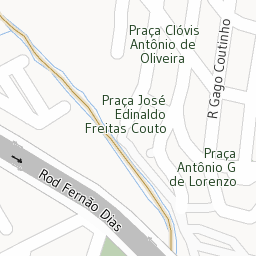 Praça Clóvis
Antônio de
Oliveira
R Gago Coutinho
Praça José
Edinaldo
Freitas Couto
Praça
Antônio G
de Lorenzo
Rod Fernão Dias